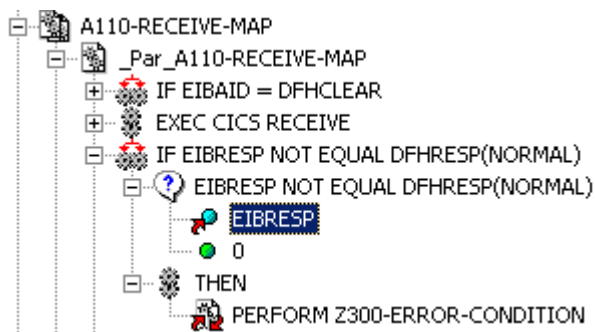 A110-RECEIVE-MAP
_Par_A110-RECEIVE-MAP
IF EIBAID = DFHCLEAR
EXEC CICS RECEIVE
IF EIBRESP NOT EQUAL DFHRESP(NORMAL)
EIBRESP NOT EQUAL DFHRESP(NORMAL)
EIBRESP
0
THEN
PERFORM Z300-ERROR-CONDITION